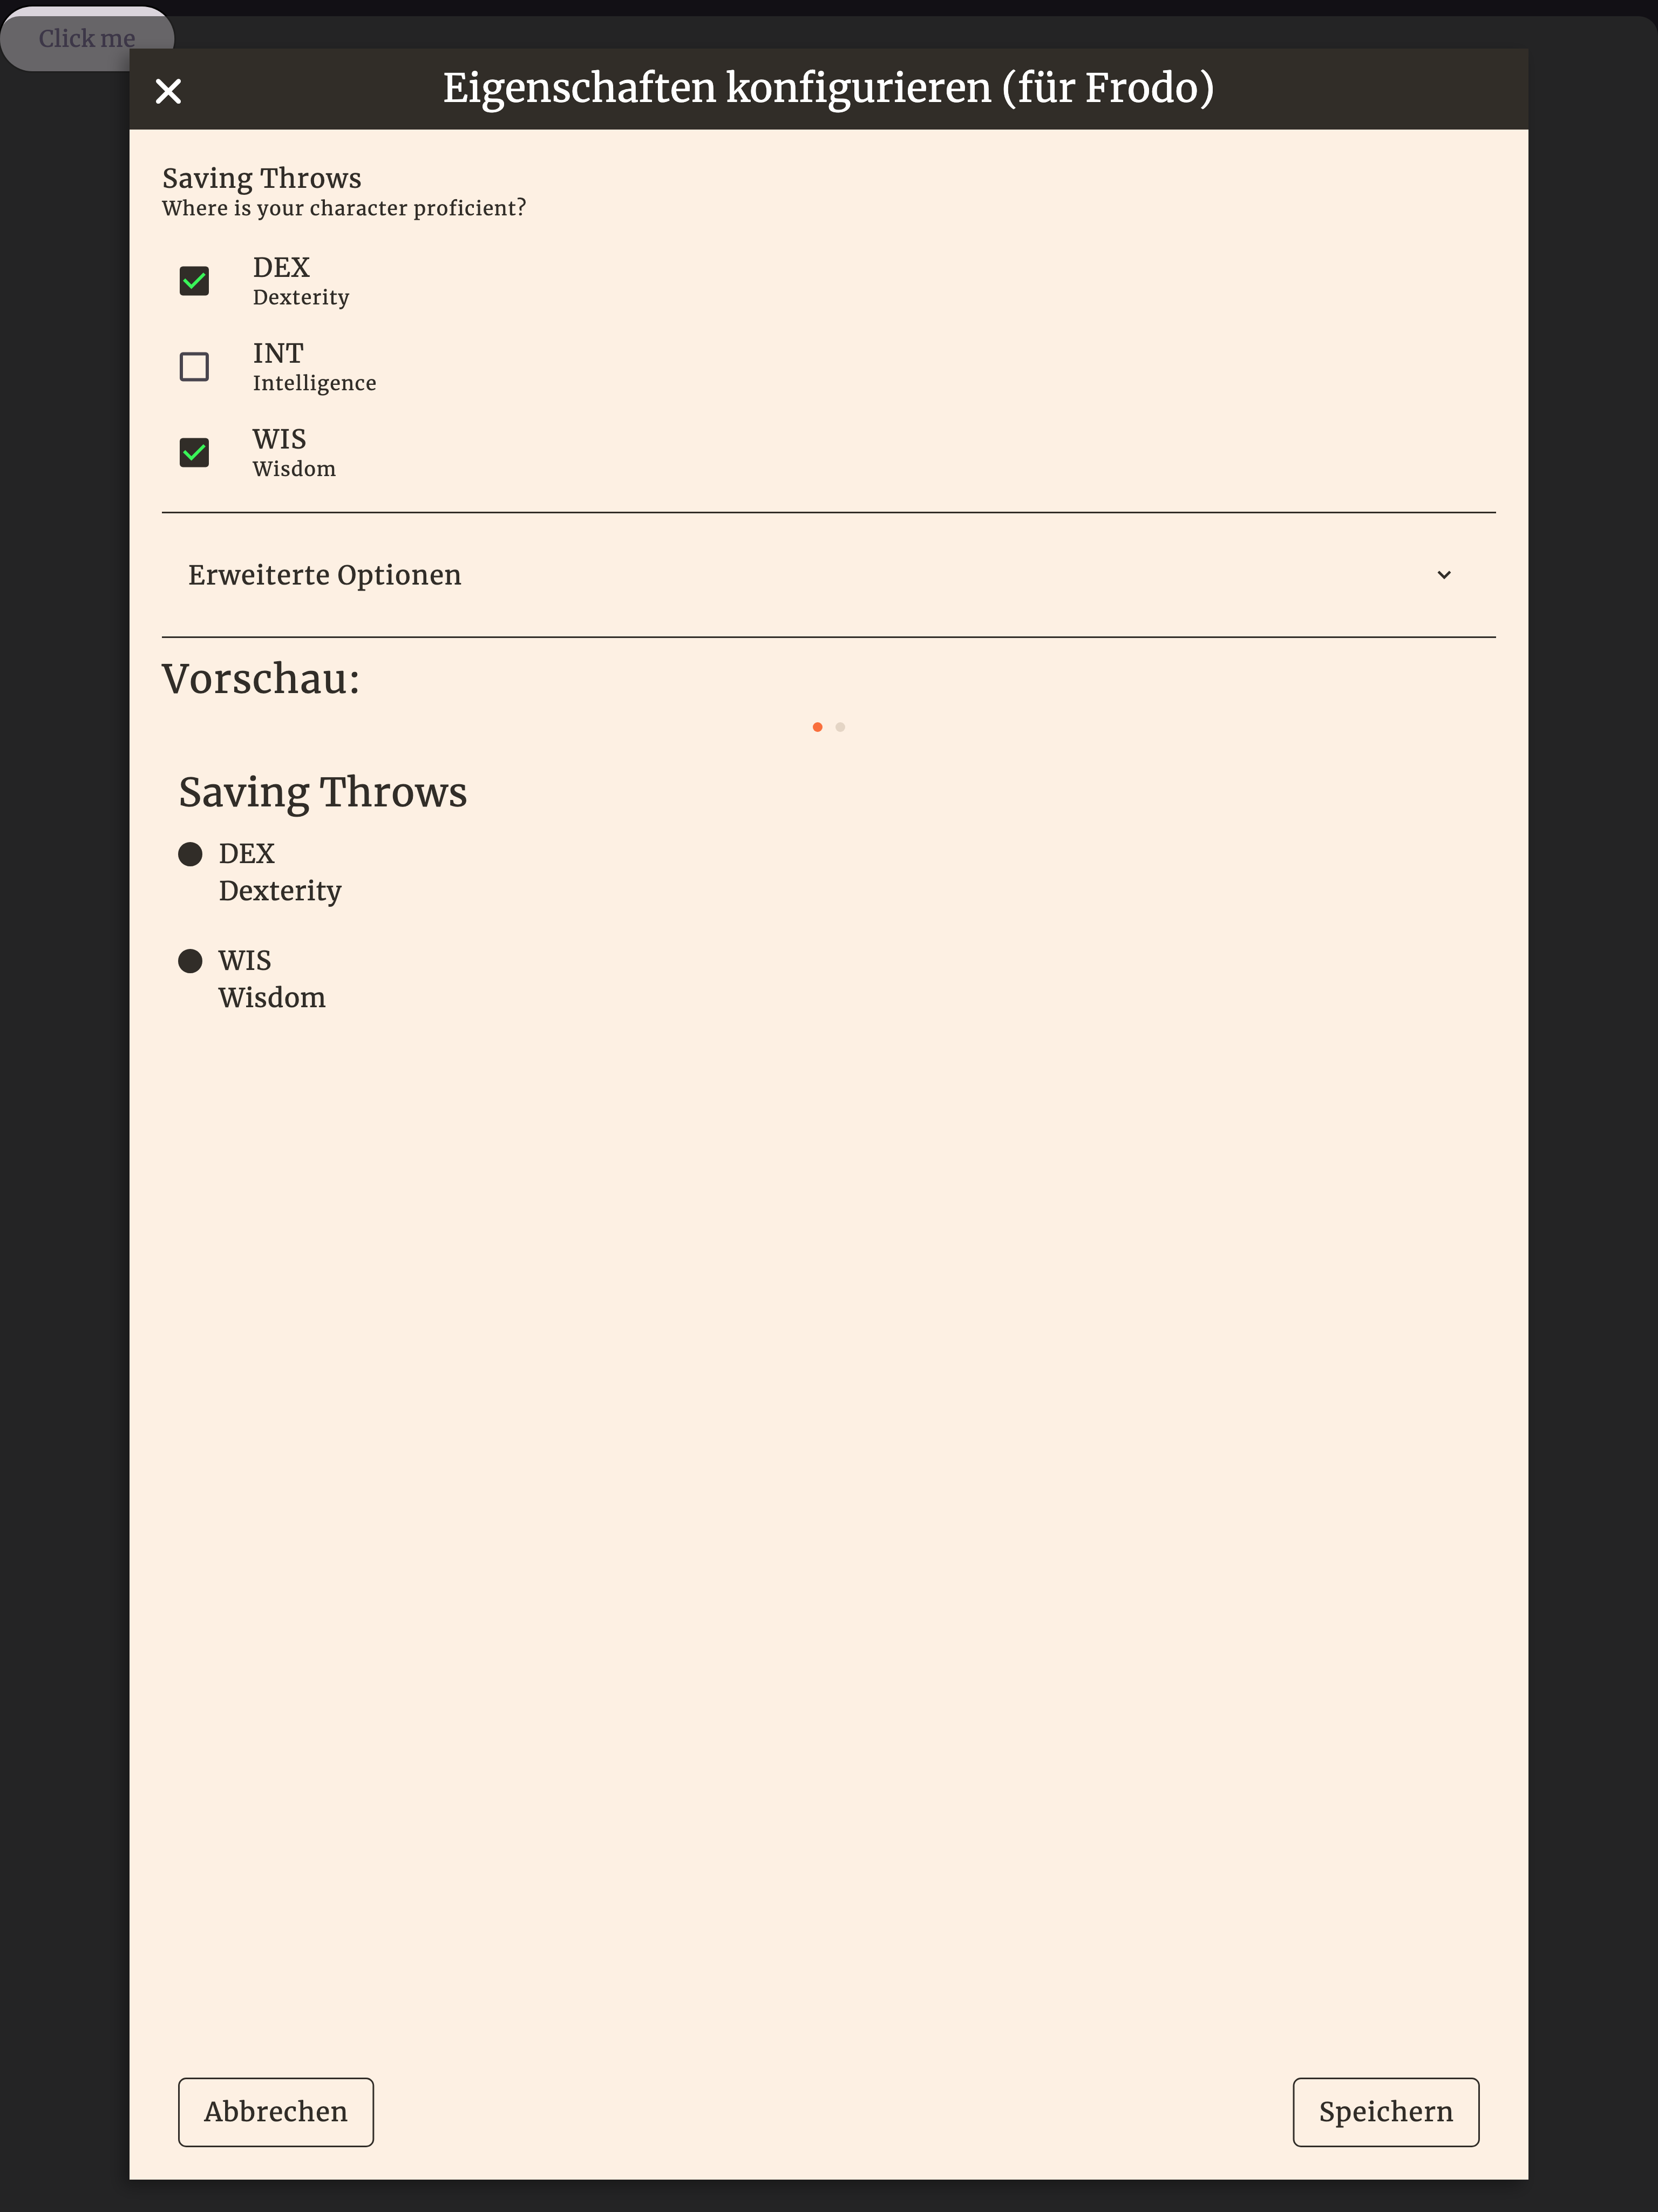 Click me
Eigenschaften konfigurieren (für Frodo)
Saving Throws
Where is your character proficient?
DEX
Dexterity
INT
Intelligence
WIS
Wisdom
Erweiterte Optionen
Vorschau:
Saving Throws
DEX
Dexterity
WIS
Wisdom
Abbrechen
Speichern